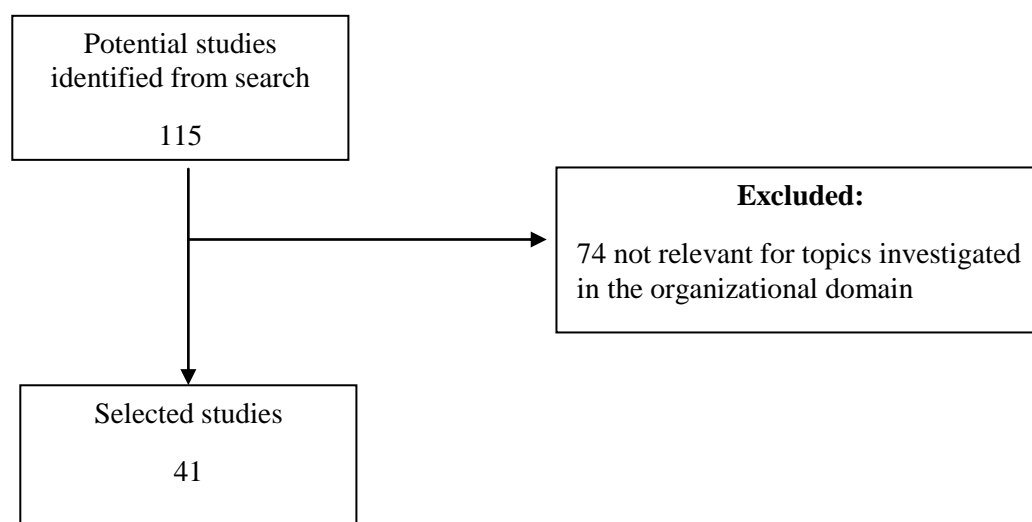 Potential studies
identified from search
115
Excluded:
74 not relevant for topics investigated
in the organizational domain
Selected studies
41